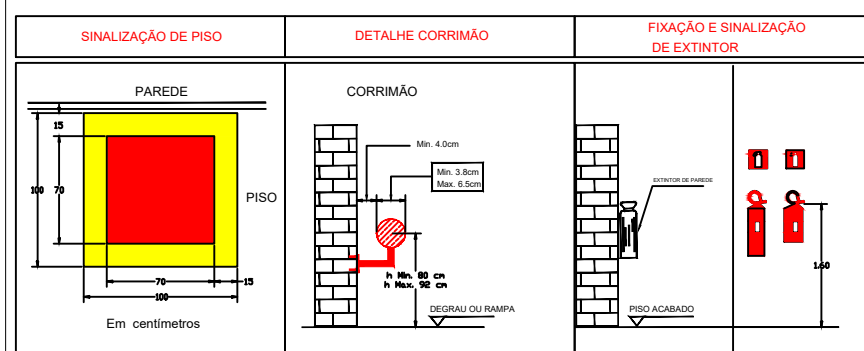 SINALIZAÇÃO DE PISO
DETALHE CORRIMÃO
FIXAÇÃO E SINALIZAÇÃO
DE EXTINTOR
PAREDE
15
100
70
PISO
70
15
100
Em centímetros
CORRIMÃO
Min. 4.0cm
Min. 3.8cm
Max. 6.5cm
h Min. 80 cm
h Max. 92 cm
DEGRAU OU RAMPA
EXTINTOR DE PAREDE
PISO ACABADO
1.60